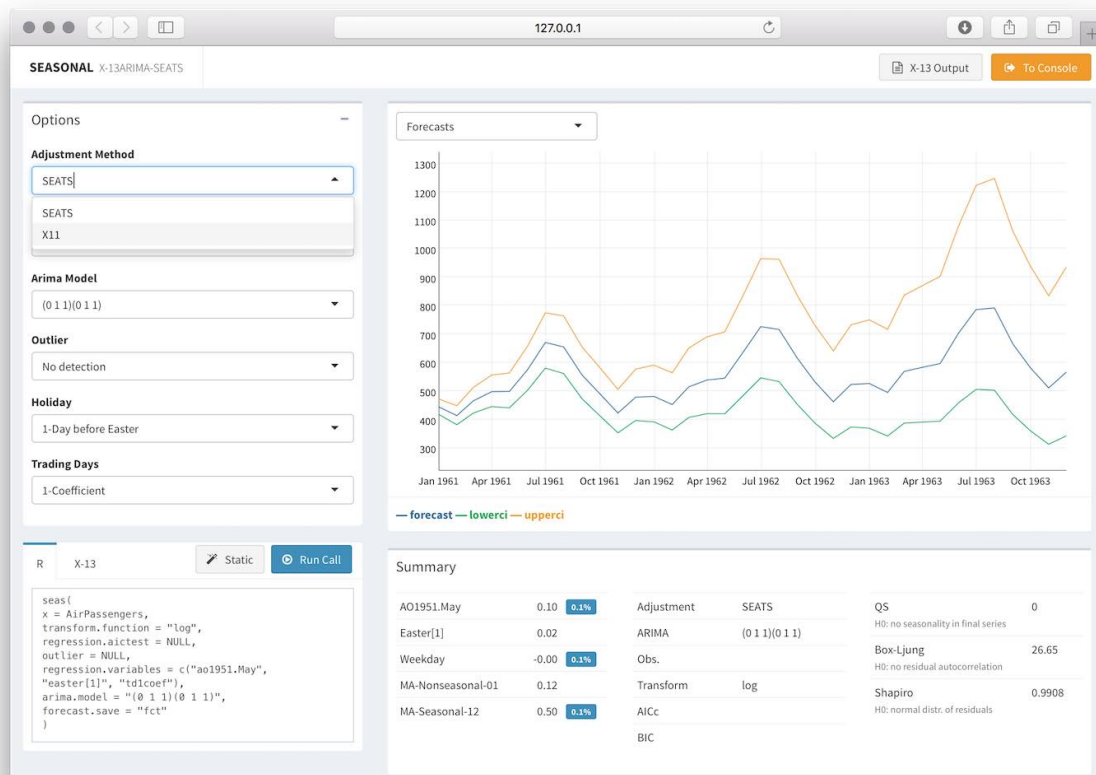 127.0.0.1
SEASONAL X-13ARIMA-SEATS
X-13 Output
To Console
Options
Adjustment Method
SEATS
SEATS
X11
Arima Model
(0 1 1)(0 1 1)
Outlier
No detection
Holiday
1-Day before Easter
Trading Days
1-Coefficient
R X-13 Static Run Call
seas(
x = AirPassengers,
transform.function = "log",
regression.aictest = NULL,
outlier = NULL,
regression.variables = c("ao1951.May",
"easter[1]", "td1coef"),
arima.model = "(0 1 1)(0 1 1)",
forecast.save = "fct"
)
Forecasts
1300
1200
1100
1000
900
800
700
600
500
400
300
Jan 1961 Apr 1961 Jul 1961 Oct 1961 Jan 1962 Apr 1962 Jul 1962 Oct 1962 Jan 1963 Apr 1963 Jul 1963 Oct 1963
forecast lowerci upperci
Summary
AO1951.May 0.10 0.1%
Easter[1] 0.02
Weekday -0.00 0.1%
MA-Nonseasonal-01 0.12
MA-Seasonal-12 0.50 0.1%
Adjustment SEATS
ARIMA (0 1 1)(0 1 1)
Obs.
Transform log
AICc
BIC
QS 0
H0: no seasonality in final series
Box-Ljung 26.65
H0: no residual autocorrelation
Shapiro 0.9908
H0: normal distr. of residuals